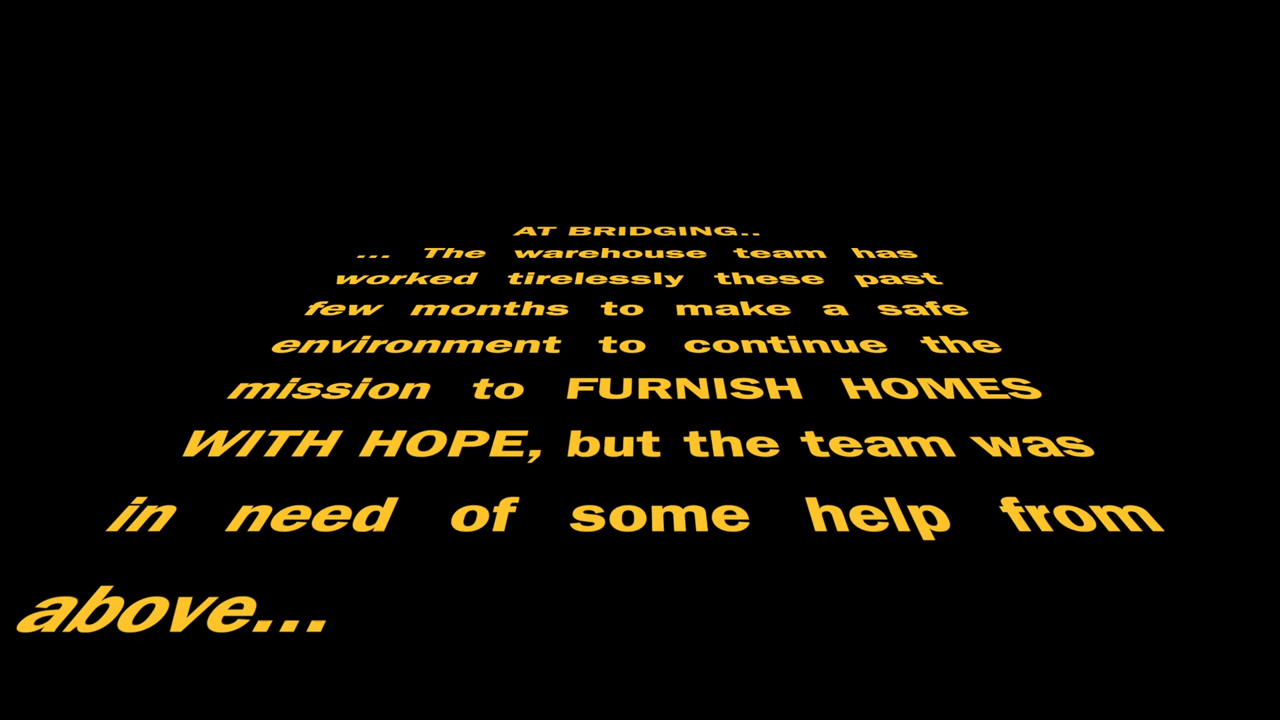 AT BRIDGING..
... The warehouse team has
worked tirelessly these past
few months to make a safe
environment to continue the
mission to FURNISH HOMES
WITH HOPE, but the team was
in need of some help from
above...